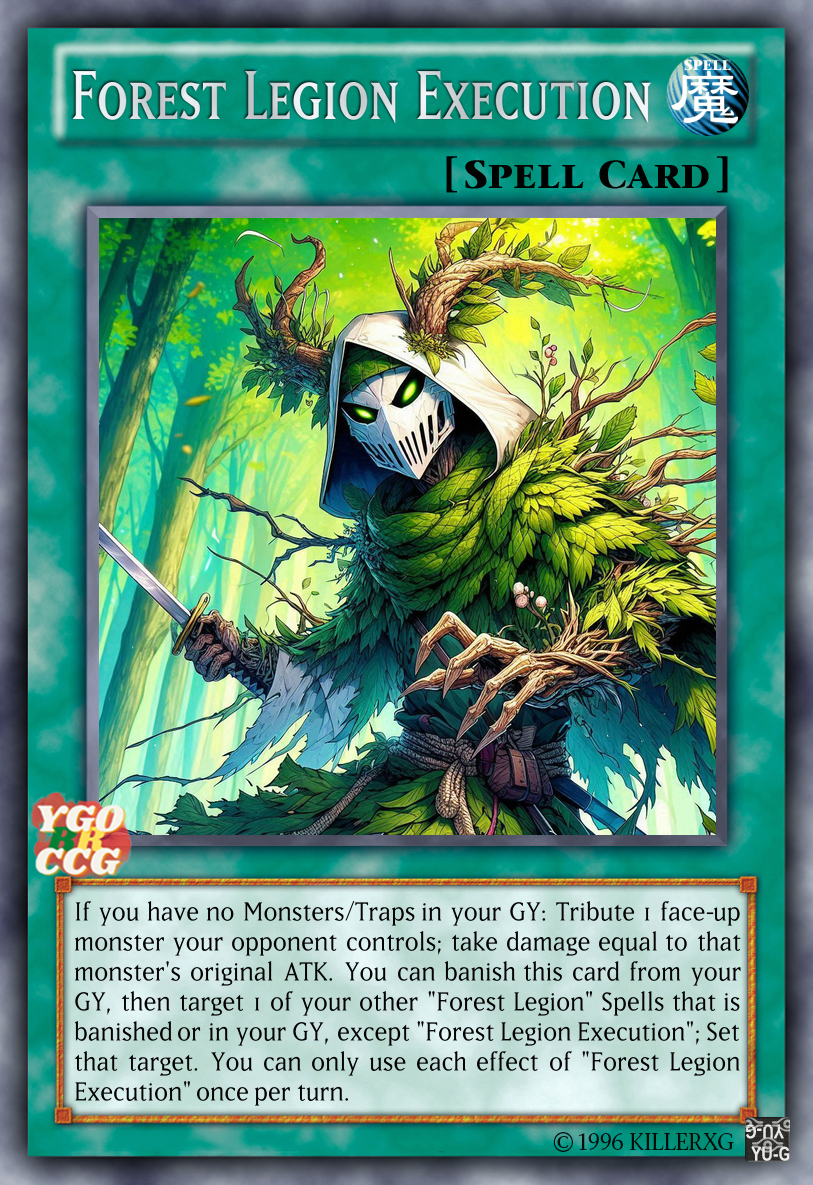 FOREST LEGION EXECUTION
SPELL
魔
[SPELL CARD]
YGO
BR
CCG
If you have no Monsters/Traps in your GY: Tribute 1 face-up
monster your opponent controls; take damage equal to that
monster's original ATK. You can banish this card from your
GY, then target 1 of your other "Forest Legion" Spells that is
banished or in your GY, except "Forest Legion Execution"; Set
that target. You can only use each effect of "Forest Legion
Execution" once per turn.
© 1996 KILLERXG
YU-G